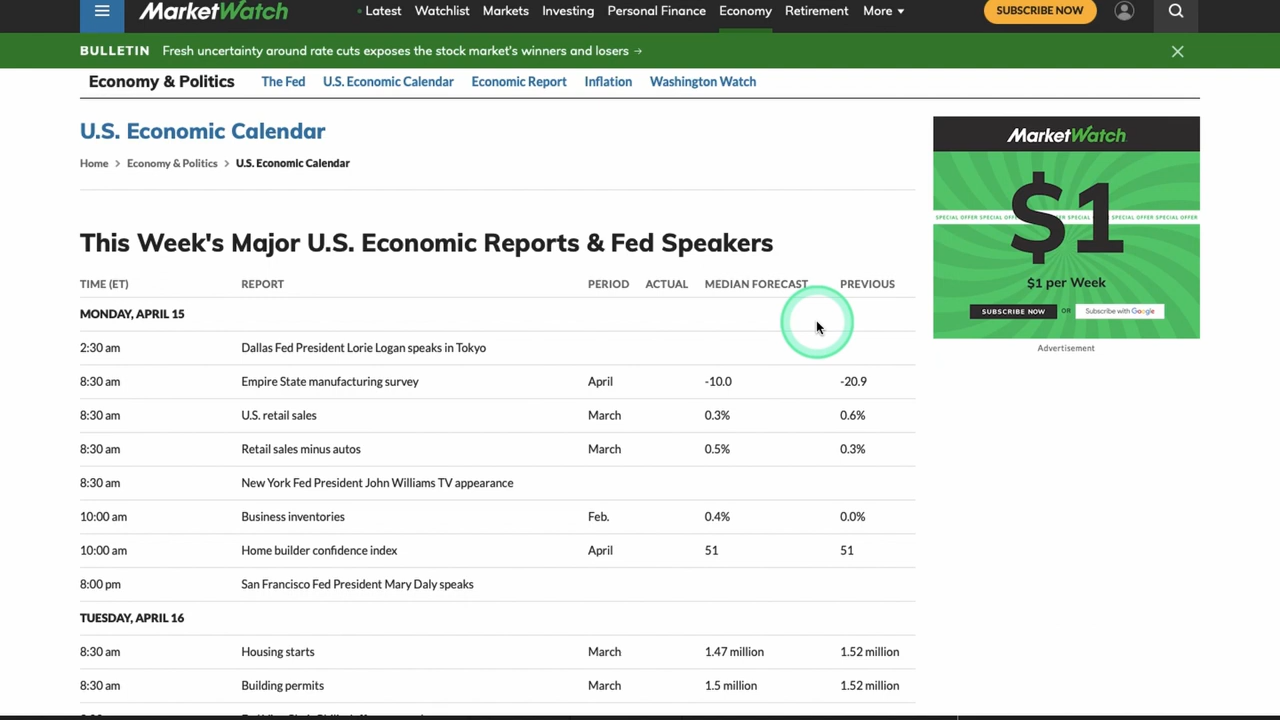 MarketWatch
Latest Watchlist Markets Investing Personal Finance Economy Retirement More SUBSCRIBE NOW
BULLETIN Fresh uncertainty around rate cuts exposes the stock market's winners and losers →
Economy & Politics The Fed U.S. Economic Calendar Economic Report Inflation Washington Watch
U.S. Economic Calendar
Home > Economy & Politics > U.S. Economic Calendar
This Week's Major U.S. Economic Reports & Fed Speakers
TIME (ET) REPORT PERIOD ACTUAL MEDIAN FORECAST PREVIOUS
MONDAY, APRIL 15
2:30 am Dallas Fed President Lorie Logan speaks in Tokyo
8:30 am Empire State manufacturing survey April -10.0 -20.9
8:30 am U.S. retail sales March 0.3% 0.6%
8:30 am Retail sales minus autos March 0.5% 0.3%
8:30 am New York Fed President John Williams TV appearance
10:00 am Business inventories Feb. 0.4% 0.0%
10:00 am Home builder confidence index April 51 51
8:00 pm San Francisco Fed President Mary Daly speaks
TUESDAY, APRIL 16
8:30 am Housing starts March 1.47 million 1.52 million
8:30 am Building permits March 1.5 million 1.52 million
MarketWatch
$1
SPECIAL OFFER SPECIAL OFFER SPECIAL OFFER SPECIAL OFFER
$1 per Week
SUBSCRIBE NOW OR Subscribe with Google
Advertisement